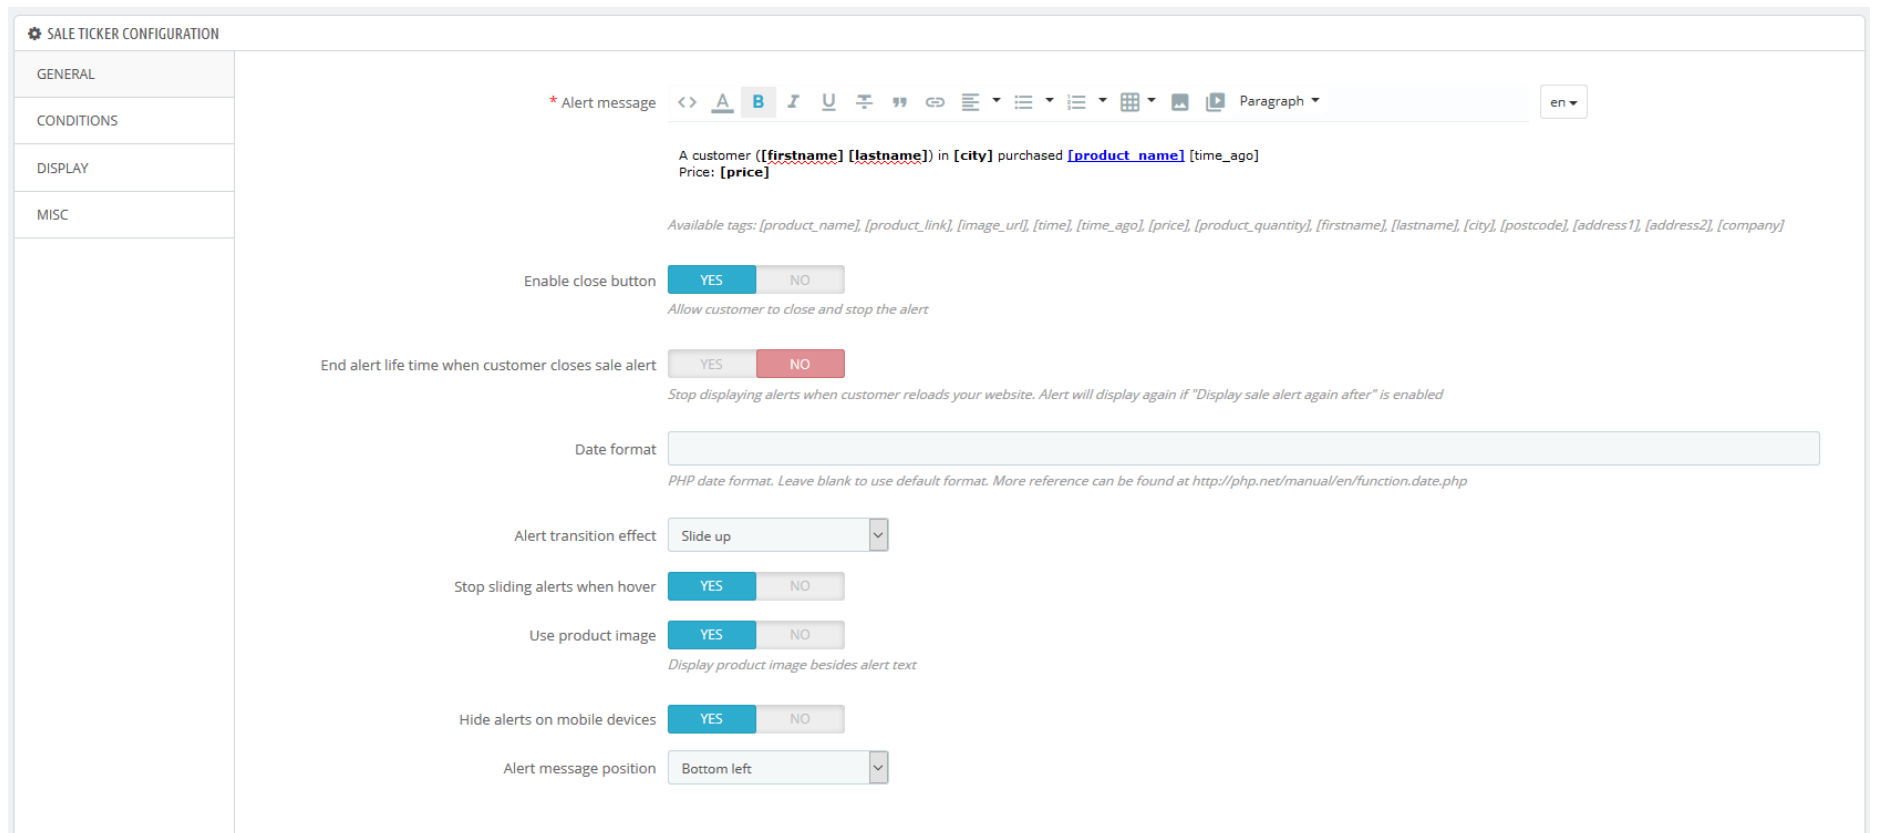 SALE TICKER CONFIGURATION
GENERAL
CONDITIONS
DISPLAY
MISC
* Alert message
Paragraph
en
A customer ([firstname] [lastname]) in [city] purchased [product_name] [time_ago]
Price: [price]
Available tags: [product_name], [product_link], [image_url], [time], [time_ago], [price], [product_quantity], [firstname], [lastname], [city], [postcode], [address1], [address2], [company]
Enable close button YES NO
Allow customer to close and stop the alert
End alert life time when customer closes sale alert YES NO
Stop displaying alerts when customer reloads your website. Alert will display again if "Display sale alert again after" is enabled
Date format
PHP date format. Leave blank to use default format. More reference can be found at http://php.net/manual/en/function.date.php
Alert transition effect Slide up
Stop sliding alerts when hover YES NO
Use product image YES NO
Display product image besides alert text
Hide alerts on mobile devices YES NO
Alert message position Bottom left